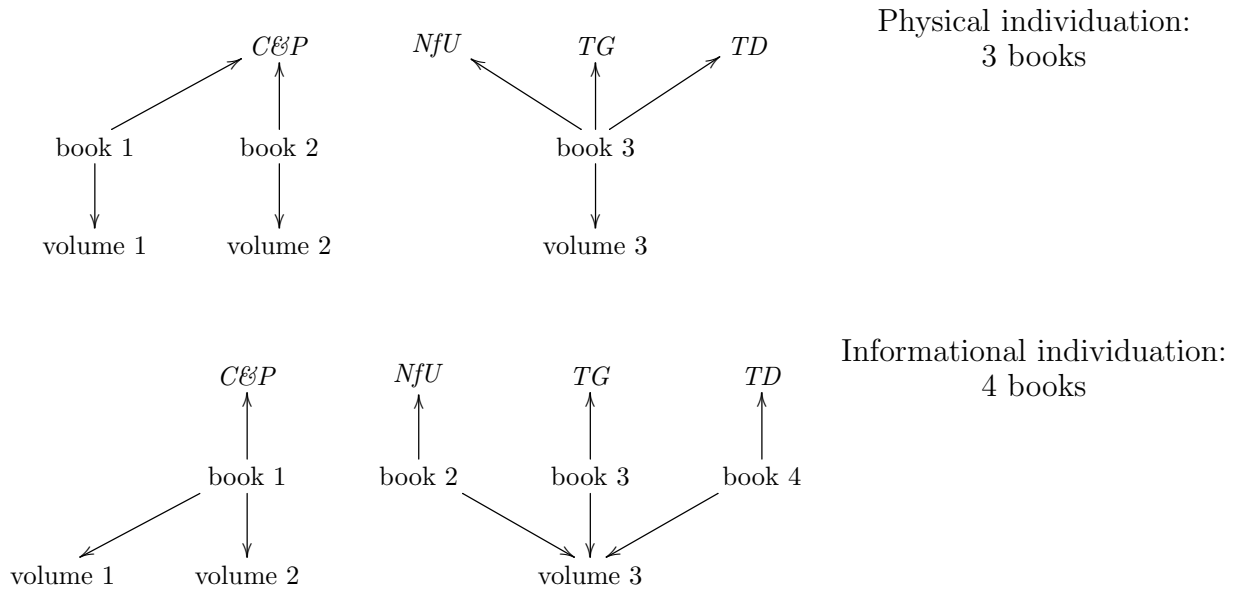 Physical individuation:
3 books
C&P NfU TG TD
book 1 book 2 book 3
volume 1 volume 2 volume 3
Informational individuation:
4 books
C&P NfU TG TD
book 1 book 2 book 3 book 4
volume 1 volume 2 volume 3